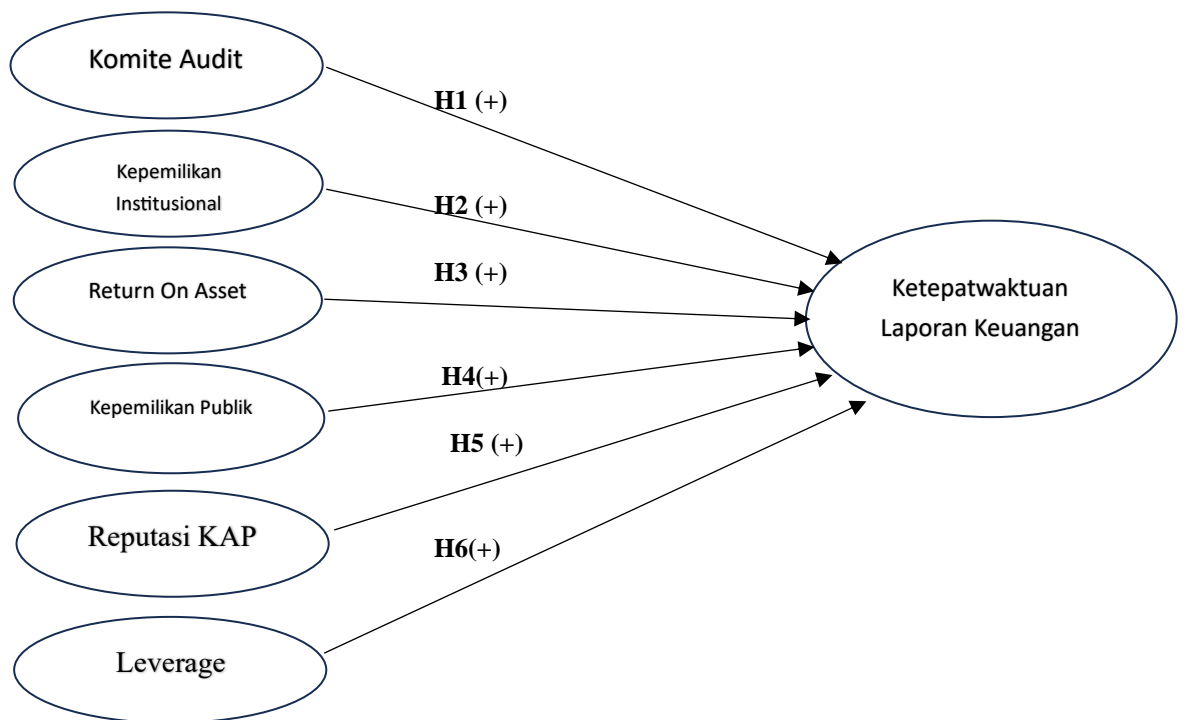 Komite Audit
H1 (+)
Kepemilikan
Institusional
H2 (+)
Return On Asset
H3 (+)
Ketepatwaktuan
Laporan Keuangan
Kepemilikan Publik
H4(+)
Reputasi KAP
H5 (+)
Leverage
H6(+)